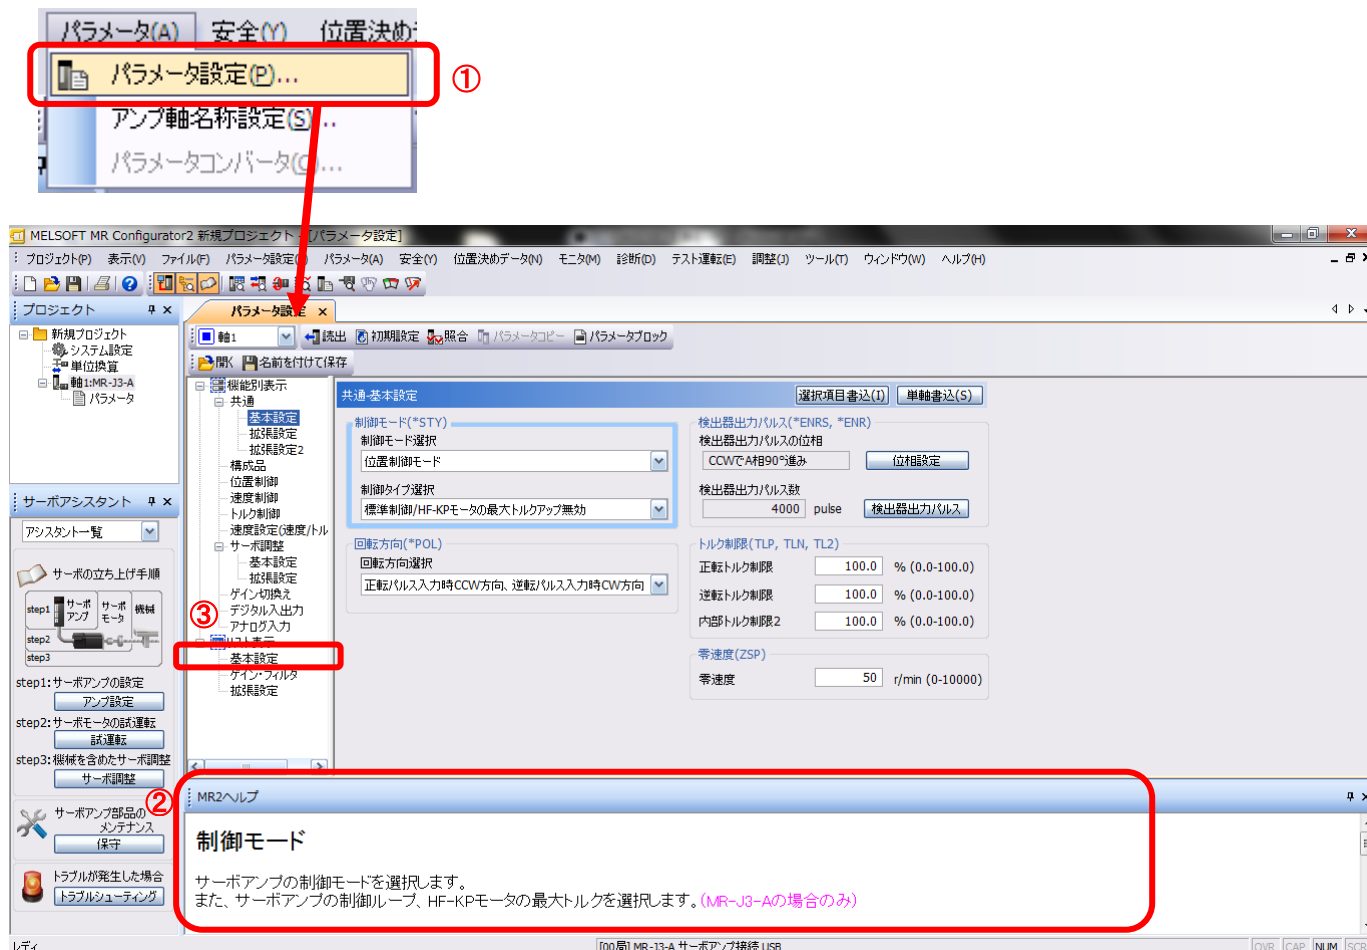 パラメータ(A) 安全(Y) 位置決め
パラメータ設定(P)...
①
アンプ軸名称設定(S)...
パラメータコンバータ(C)...
MELSOFT MR Configurator2 新規プロジェクト - [パラメータ設定]
プロジェクト(P) 表示(V) ファイル(F) パラメータ設定( パラメータ(A) 安全(Y) 位置決めデータ(N) モニタ(M) 診断(D) テスト運転(E) 調整(J) ツール(T) ウィンドウ(W) ヘルプ(H)
プロジェクト
新規プロジェクト
システム設定
単位換算
軸1:MR-J3-A
パラメータ
サーボアシスタント
アシスタント一覧
サーボの立ち上げ手順
step1 サーボアンプ サーボモータ 機械
step2
step3
step1:サーボアンプの設定
アンプ設定
step2:サーボモータの試運転
試運転
step3:機械を含めたサーボ調整
サーボ調整
サーボアンプ部品の
メンテナンス
保守
トラブルが発生した場合
トラブルシューティング
パラメータ設定 ×
軸1 読出 初期設定 照合 パラメータコピー パラメータブロック
開く 名前を付けて保存
機能別表示
共通
基本設定
拡張設定
拡張設定2
構成品
位置制御
速度制御
トルク制御
速度設定(速度/トル
サーボ調整
基本設定
拡張設定
ゲイン切換え
デジタル入出力
アナログ入力
リスト表示
③
基本設定
ゲイン・フィルタ
拡張設定
共通-基本設定 選択項目書込(I) 単軸書込(S)
制御モード(*STY)
制御モード選択
位置制御モード
制御タイプ選択
標準制御/HF-KPモータの最大トルクアップ無効
回転方向(*POL)
回転方向選択
正転パルス入力時CCW方向、逆転パルス入力時CW方向
検出器出力パルス(*ENRS, *ENR)
検出器出力パルスの位相
CCWでA相90°進み 位相設定
検出器出力パルス数
4000 pulse 検出器出力パルス
トルク制限(TLP, TLN, TL2)
正転トルク制限 100.0 % (0.0-100.0)
逆転トルク制限 100.0 % (0.0-100.0)
内部トルク制限2 100.0 % (0.0-100.0)
零速度(ZSP)
零速度 50 r/min (0-10000)
②
MR2ヘルプ
制御モード
サーボアンプの制御モードを選択します。
また、サーボアンプの制御ループ、HF-KPモータの最大トルクを選択します。(MR-J3-Aの場合のみ)
レディ [00局] MR-J3-A サーボアンプ接続 USB OVR CAP NUM SCR